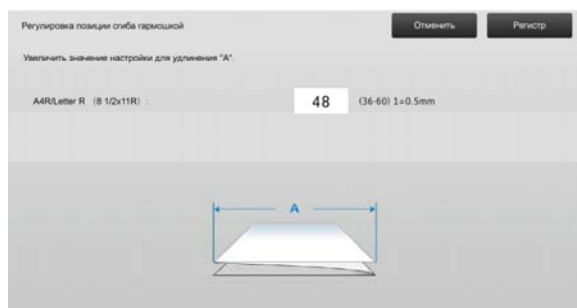 Регулировка позиции сгиба гармошкой
Отменить
Регистр
Увеличить значение настройки для удлинения "A".
A4R/Letter R (8 1/2x11R) :
48
(36-60) 1=0.5mm
A